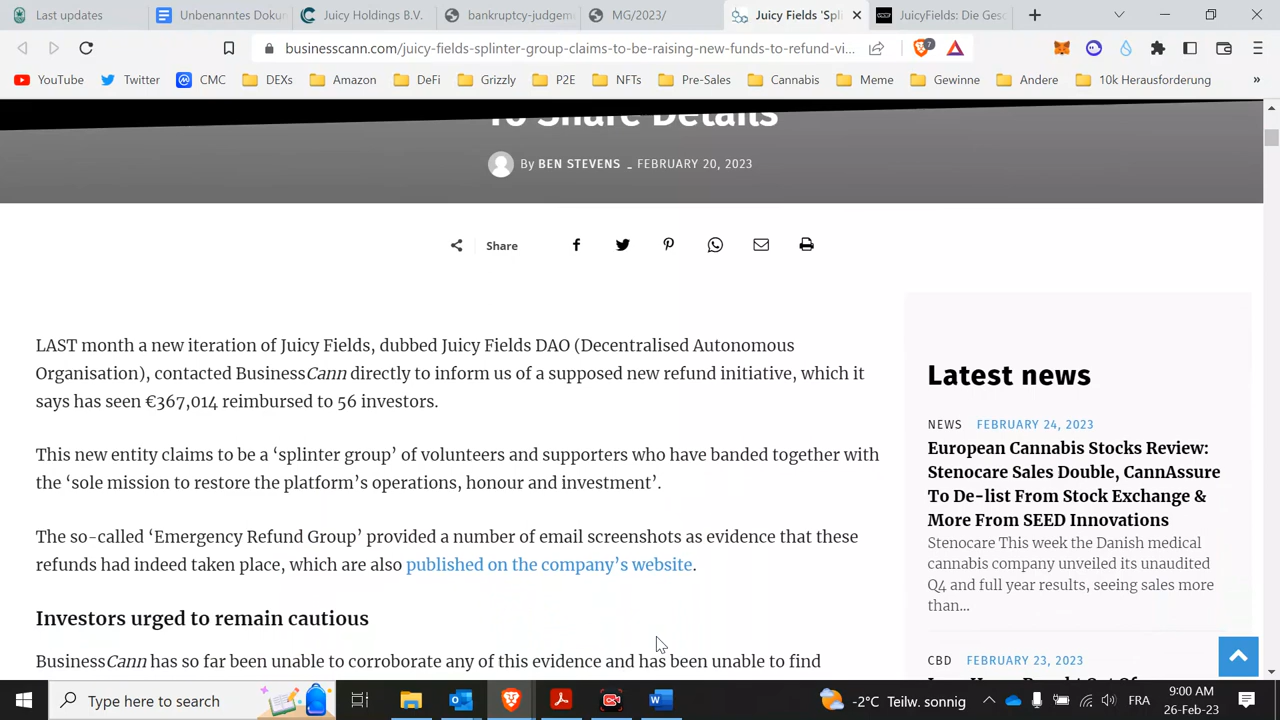 Last updates
Unbenanntes Dokun
Juicy Holdings B.V.
bankruptcy-judgem
MG/2023/
Juicy Fields 'Spli
JuicyFields: Die Gesc
businesscann.com/juicy-fields-splinter-group-claims-to-be-raising-new-funds-to-refund-vi...
7
YouTube
Twitter
CMC
DEXs
Amazon
DeFi
Grizzly
P2E
NFTs
Pre-Sales
Cannabis
Meme
Gewinne
Andere
10k Herausforderung
»
To Share Details
By BEN STEVENS - FEBRUARY 20, 2023
Share
LAST month a new iteration of Juicy Fields, dubbed Juicy Fields DAO (Decentralised Autonomous
Organisation), contacted BusinessCann directly to inform us of a supposed new refund initiative, which it
says has seen €367,014 reimbursed to 56 investors.
This new entity claims to be a ‘splinter group’ of volunteers and supporters who have banded together with
the ‘sole mission to restore the platform’s operations, honour and investment’.
The so-called ‘Emergency Refund Group’ provided a number of email screenshots as evidence that these
refunds had indeed taken place, which are also published on the company’s website.
Investors urged to remain cautious
BusinessCann has so far been unable to corroborate any of this evidence and has been unable to find
Latest news
NEWS FEBRUARY 24, 2023
European Cannabis Stocks Review:
Stenocare Sales Double, CannAssure
To De-list From Stock Exchange &
More From SEED Innovations
Stenocare This week the Danish medical
cannabis company unveiled its unaudited
Q4 and full year results, seeing sales more
than...
CBD FEBRUARY 23, 2023
Type here to search
-2°C Teilw. sonnig
FRA
9:00 AM
26-Feb-23